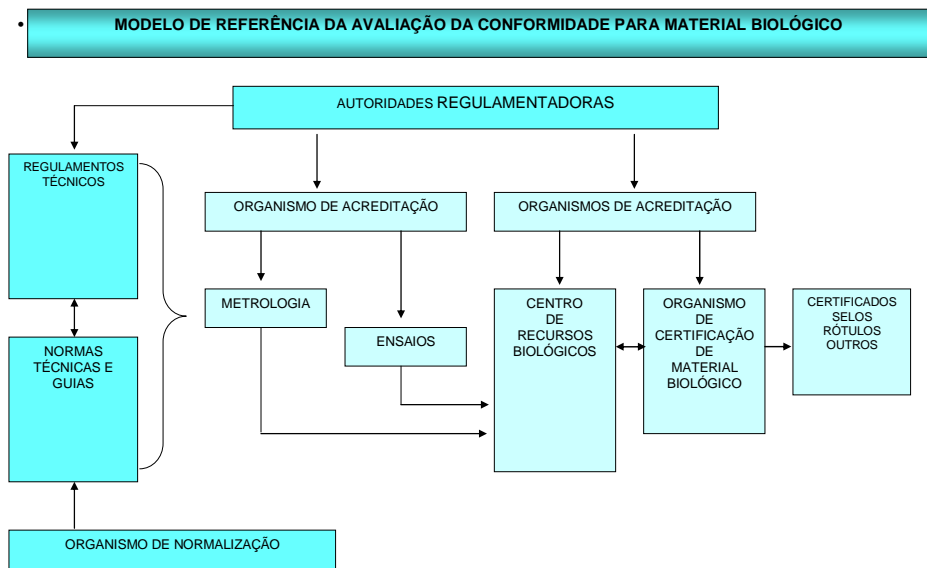 • MODELO DE REFERÊNCIA DA AVALIAÇÃO DA CONFORMIDADE PARA MATERIAL BIOLÓGICO
AUTORIDADES REGULAMENTADORAS
REGULAMENTOS
TÉCNICOS
ORGANISMO DE ACREDITAÇÃO
ORGANISMOS DE ACREDITAÇÃO
METROLOGIA
ENSAIOS
CENTRO
DE
RECURSOS
BIOLÓGICOS
ORGANISMO
DE
CERTIFICAÇÃO
DE
MATERIAL
BIOLÓGICO
CERTIFICADOS
SELOS
RÓTULOS
OUTROS
NORMAS
TÉCNICAS E
GUIAS
ORGANISMO DE NORMALIZAÇÃO